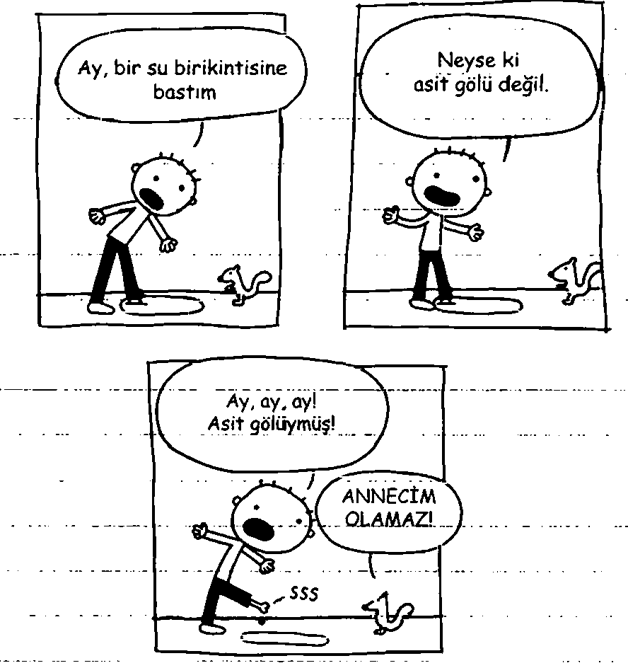 Ay, bir su birikintisine
bastım
Neyse ki
asit gölü değil.
Ay, ay, ay!
Asit gölüymüş!
ANNECİM
OLAMAZ!
SSS